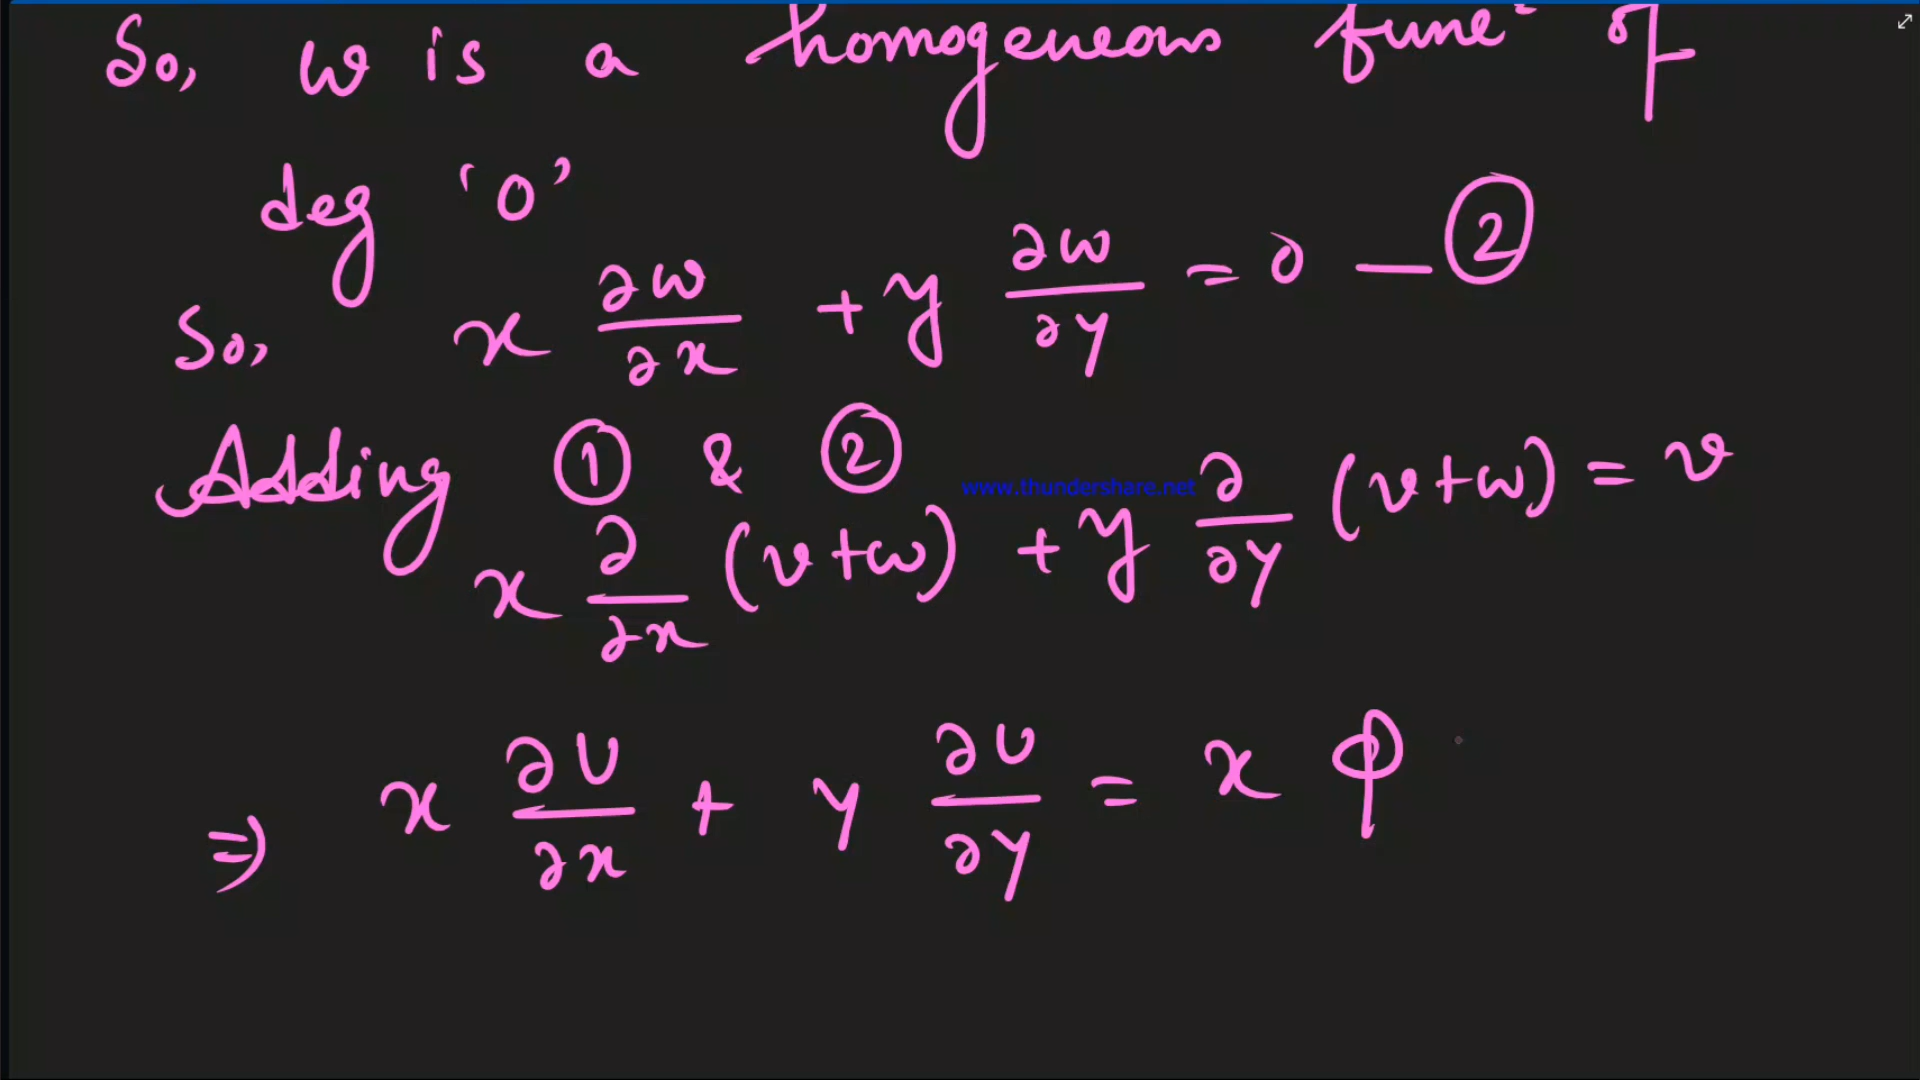 So, w is a homogeneous func^n of
deg '0'
So, x ∂w/∂x + y ∂w/∂y = 0 — ②
Adding ① & ②
www.thundershare.net
x ∂/∂x (v+w) + y ∂/∂y (v+w) = v
⇒ x ∂U/∂x + y ∂U/∂y = x φ